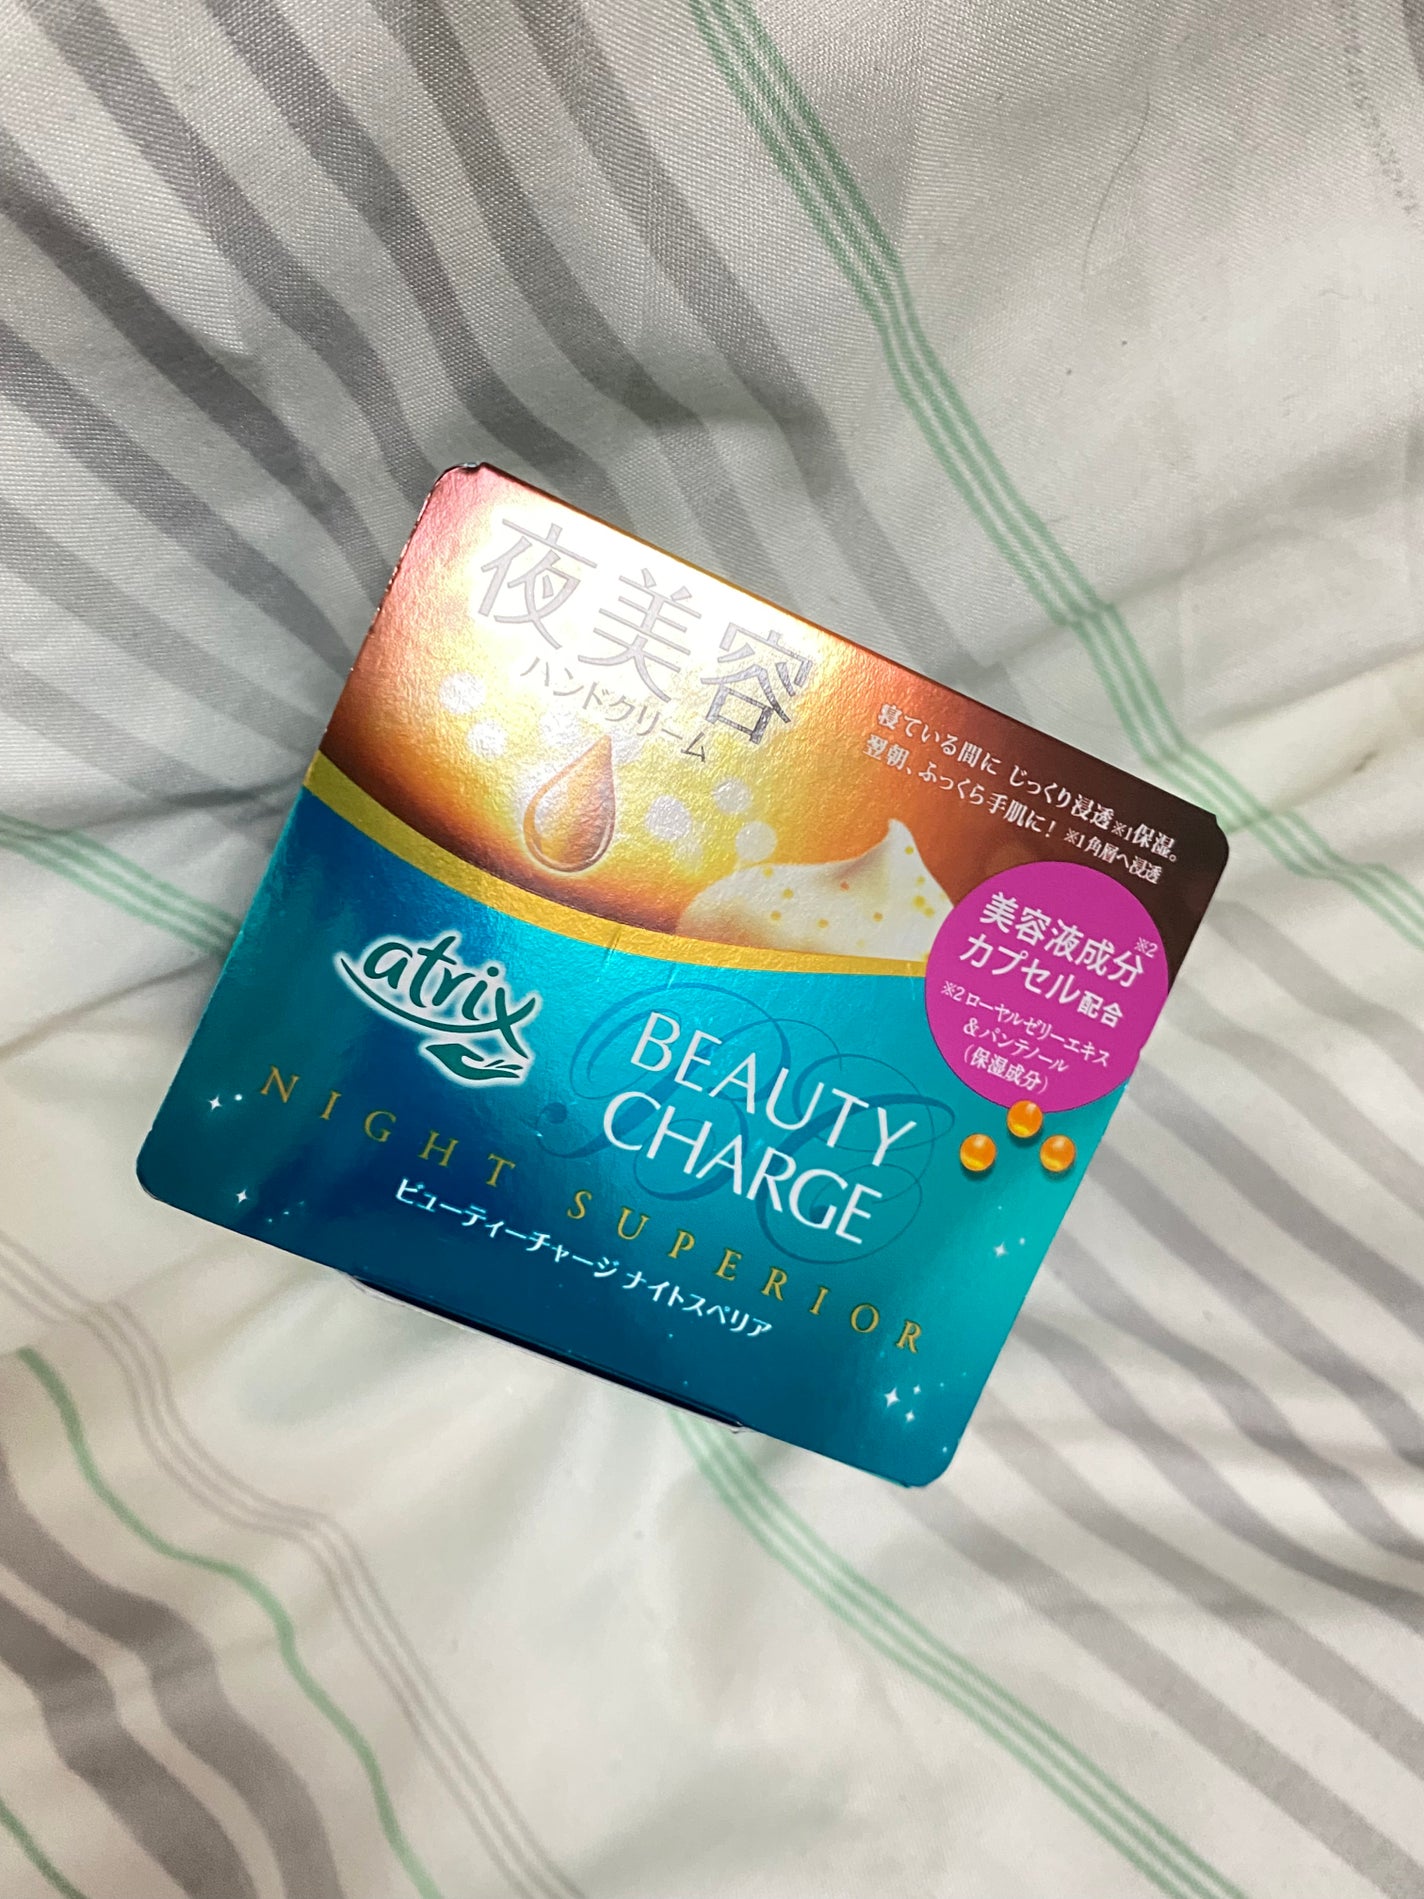 夜美容
ハンドクリーム
寝ている間に じっくり浸透※1保湿。
翌朝、ふっくら手肌に！ ※1角層へ浸透
美容液成分※2
カプセル配合
※2ローヤルゼリーエキス
&パンテノール
（保湿成分）
atrix
BEAUTY
CHARGE
NIGHT SUPERIOR
ビューティーチャージ ナイトスペリア